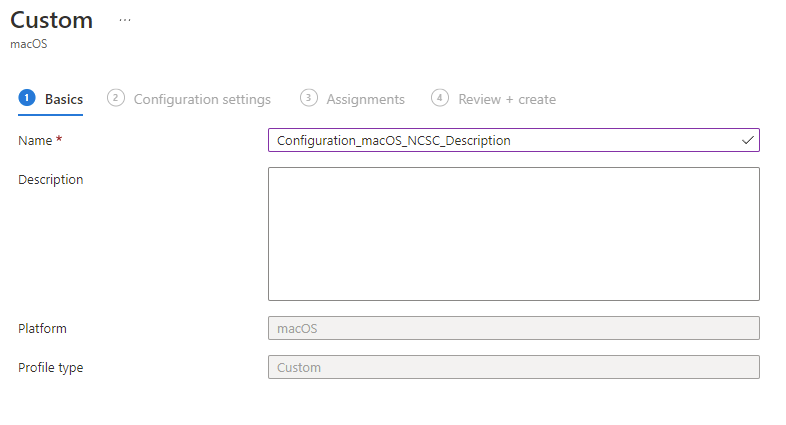 Custom ...
macOS
1 Basics 2 Configuration settings 3 Assignments 4 Review + create
Name * Configuration_macOS_NCSC_Description
Description
Platform macOS
Profile type Custom